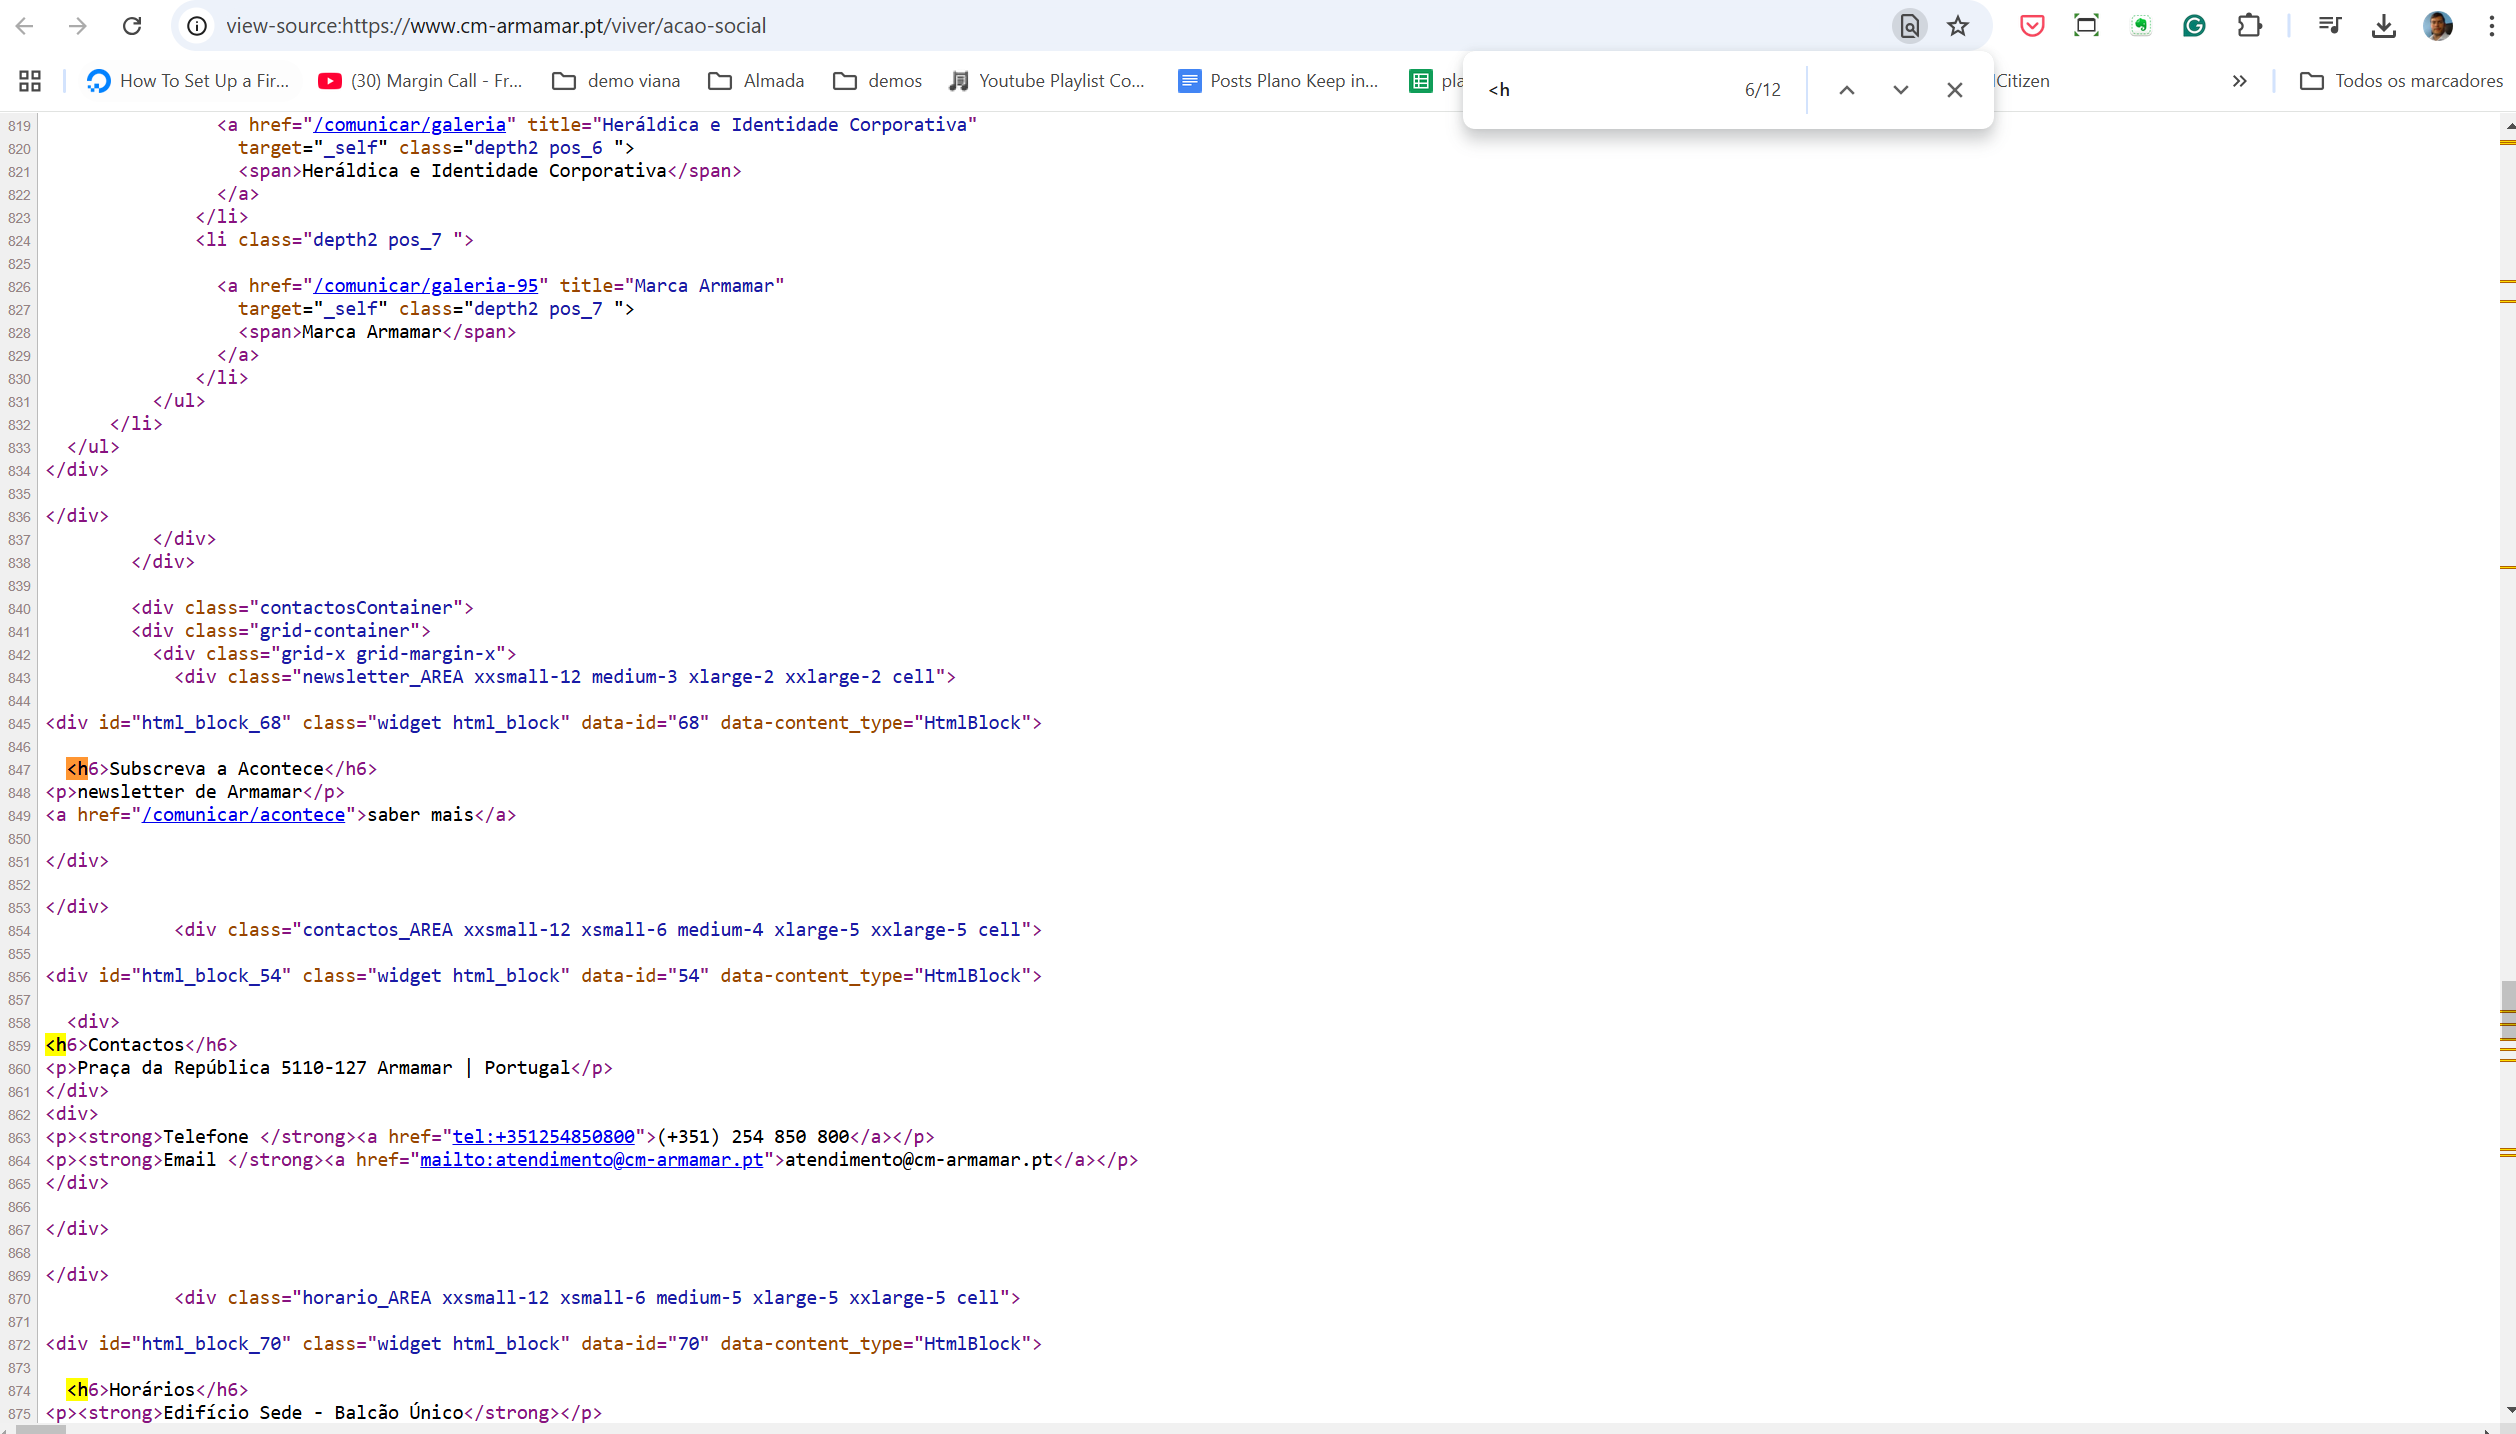 view-source:https://www.cm-armamar.pt/viver/acao-social
How To Set Up a Fir... (30) Margin Call - Fr... demo viana Almada demos Youtube Playlist Co... Posts Plano Keep in... pla Citizen » Todos os marcadores
<h 6/12
819 <a href="/comunicar/galeria" title="Heráldica e Identidade Corporativa"
820 target="_self" class="depth2 pos_6 ">
821 <span>Heráldica e Identidade Corporativa</span>
822 </a>
823 </li>
824 <li class="depth2 pos_7 ">
825
826 <a href="/comunicar/galeria-95" title="Marca Armamar"
827 target="_self" class="depth2 pos_7 ">
828 <span>Marca Armamar</span>
829 </a>
830 </li>
831 </ul>
832 </li>
833 </ul>
834 </div>
835
836 </div>
837 </div>
838 </div>
839
840 <div class="contactosContainer">
841 <div class="grid-container">
842 <div class="grid-x grid-margin-x">
843 <div class="newsletter_AREA xxsmall-12 medium-3 xlarge-2 xxlarge-2 cell">
844
845 <div id="html_block_68" class="widget html_block" data-id="68" data-content_type="HtmlBlock">
846
847 <h6>Subscreva a Acontece</h6>
848 <p>newsletter de Armamar</p>
849 <a href="/comunicar/acontece">saber mais</a>
850
851 </div>
852
853 </div>
854 <div class="contactos_AREA xxsmall-12 xsmall-6 medium-4 xlarge-5 xxlarge-5 cell">
855
856 <div id="html_block_54" class="widget html_block" data-id="54" data-content_type="HtmlBlock">
857
858 <div>
859 <h6>Contactos</h6>
860 <p>Praça da República 5110-127 Armamar | Portugal</p>
861 </div>
862 <div>
863 <p><strong>Telefone </strong><a href="tel:+351254850800">(+351) 254 850 800</a></p>
864 <p><strong>Email </strong><a href="mailto:atendimento@cm-armamar.pt">atendimento@cm-armamar.pt</a></p>
865 </div>
866
867 </div>
868
869 </div>
870 <div class="horario_AREA xxsmall-12 xsmall-6 medium-5 xlarge-5 xxlarge-5 cell">
871
872 <div id="html_block_70" class="widget html_block" data-id="70" data-content_type="HtmlBlock">
873
874 <h6>Horários</h6>
875 <p><strong>Edifício Sede - Balcão Único</strong></p>